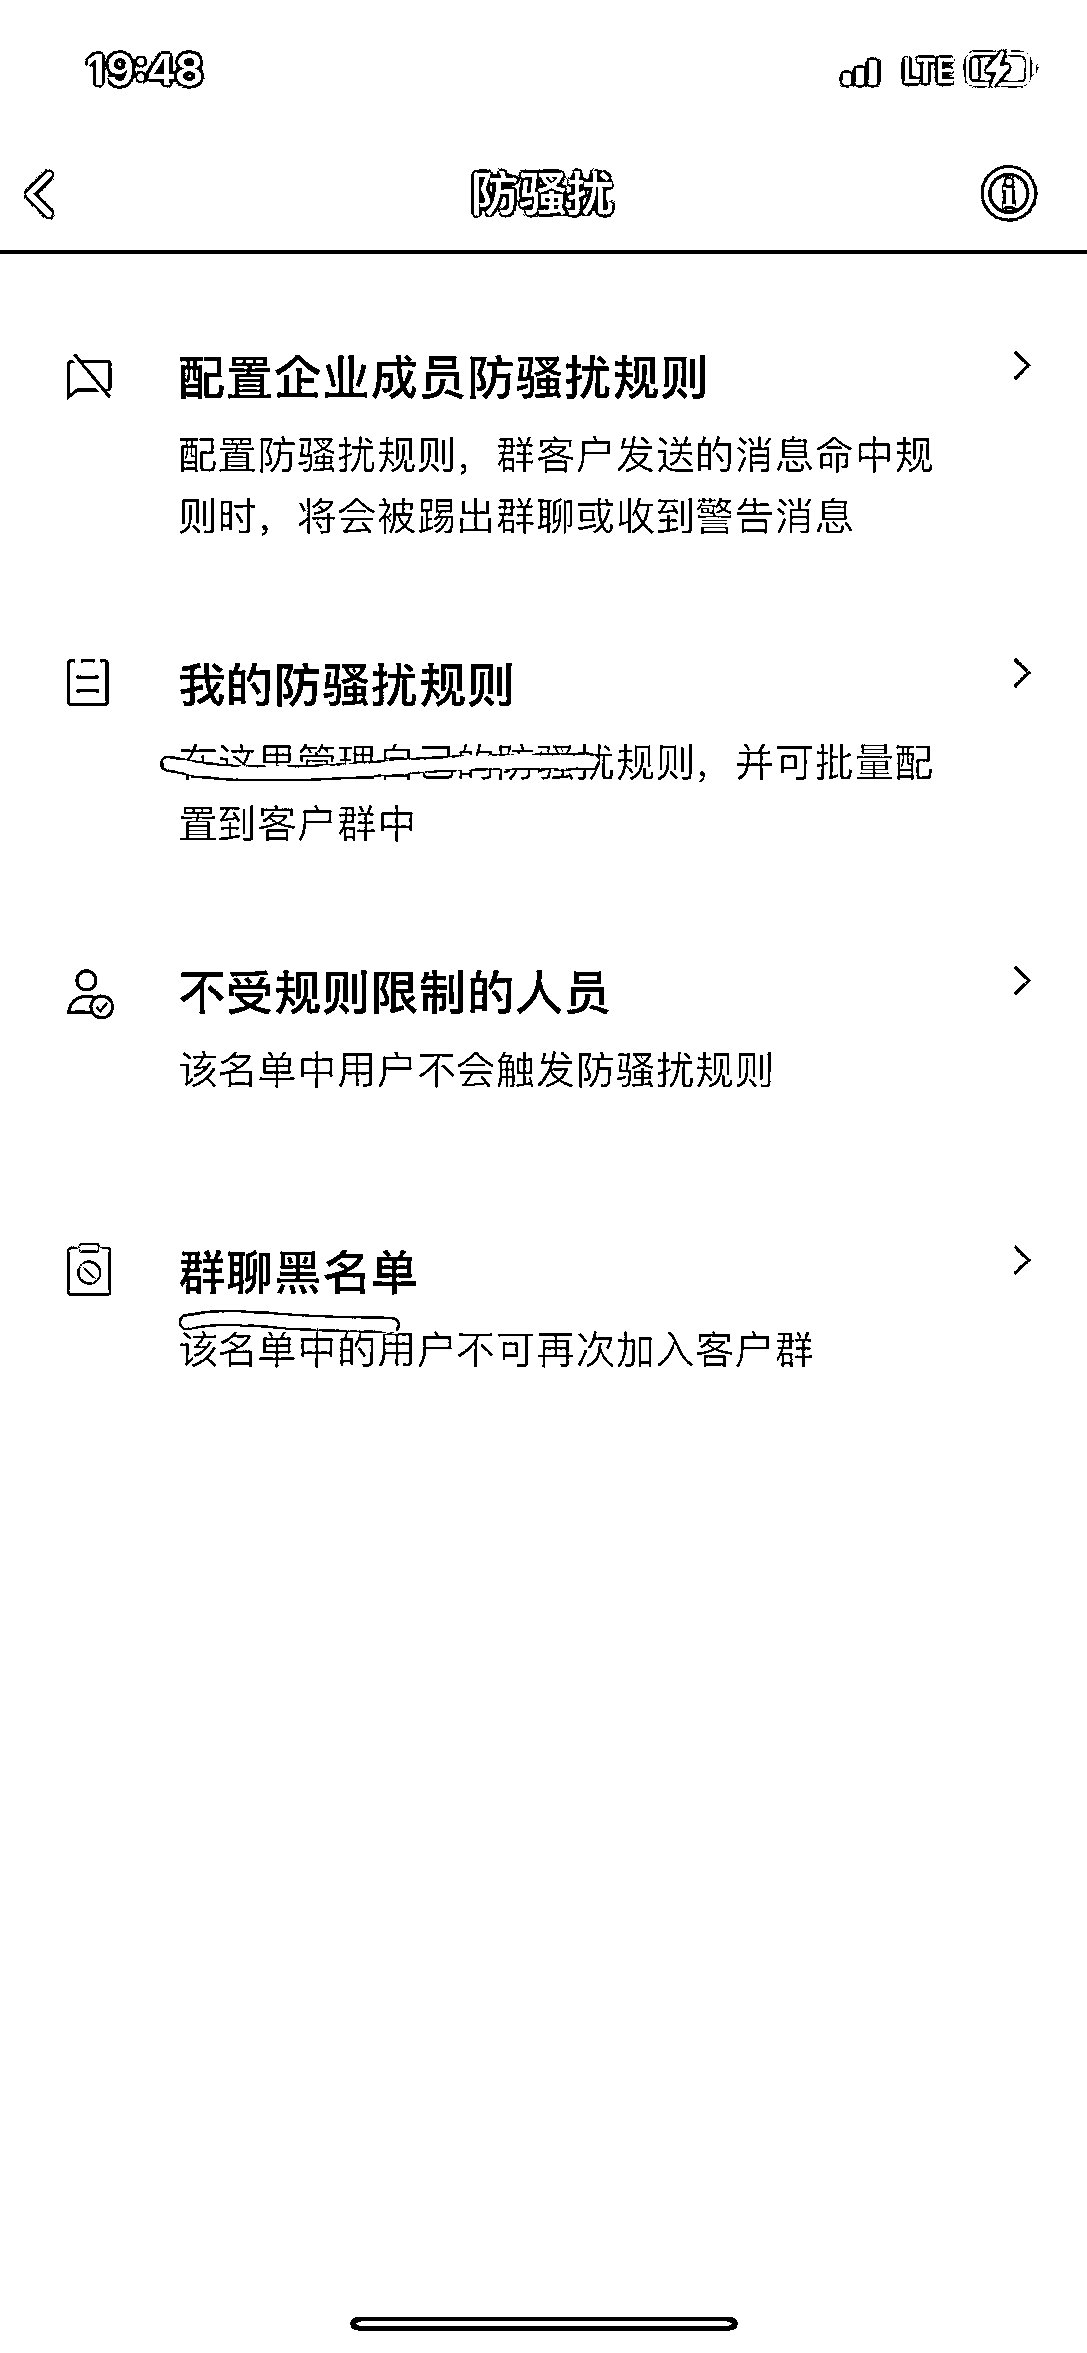 19:48
LTE
防骚扰
配置企业成员防骚扰规则
配置防骚扰规则，群客户发送的消息命中规
则时，将会被踢出群聊或收到警告消息
我的防骚扰规则
在这里管理自己的防骚扰规则，并可批量配
置到客户群中
不受规则限制的人员
该名单中用户不会触发防骚扰规则
群聊黑名单
该名单中的用户不可再次加入客户群